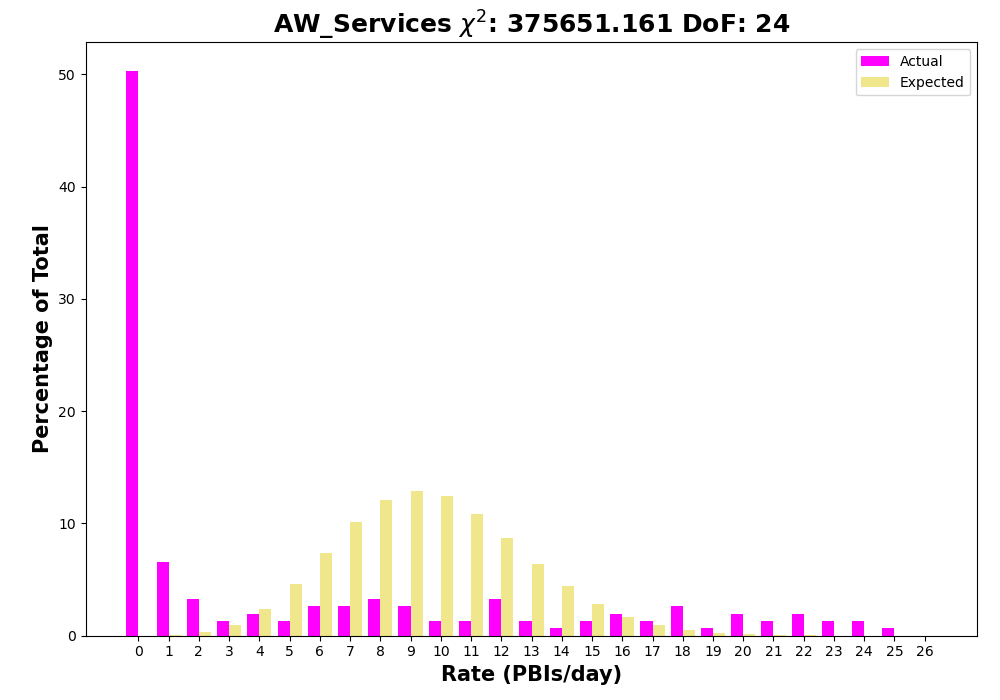 AW_Services χ²: 375651.161 DoF: 24
Actual
Expected
Percentage of Total
50
40
30
20
10
0
0 1 2 3 4 5 6 7 8 9 10 11 12 13 14 15 16 17 18 19 20 21 22 23 24 25 26
Rate (PBIs/day)